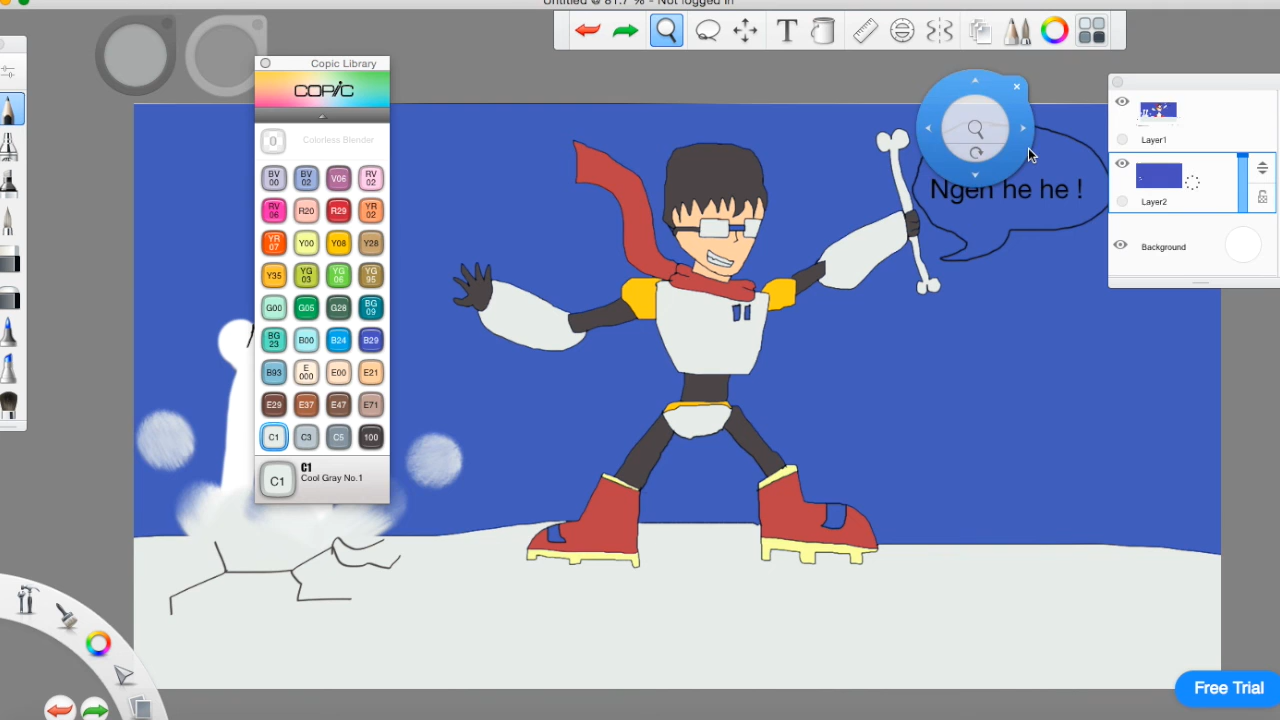 Untitled @ 61.7 % - Not logged in
Copic Library
COPIC
0 Colorless Blender
BV 00 BV 02 V06 RV 02
RV 06 R20 R29 YR 02
YR 07 Y00 Y08 Y28
Y35 YG 03 YG 06 YG 95
G00 G05 G28 BG 09
BG 23 B00 B24 B29
B93 E 000 E00 E21
E29 E37 E47 E71
C1 C3 C5 100
C1 C1
Cool Gray No.1
T
Ngeh he he !
Layer1
Layer2
Background
Free Trial